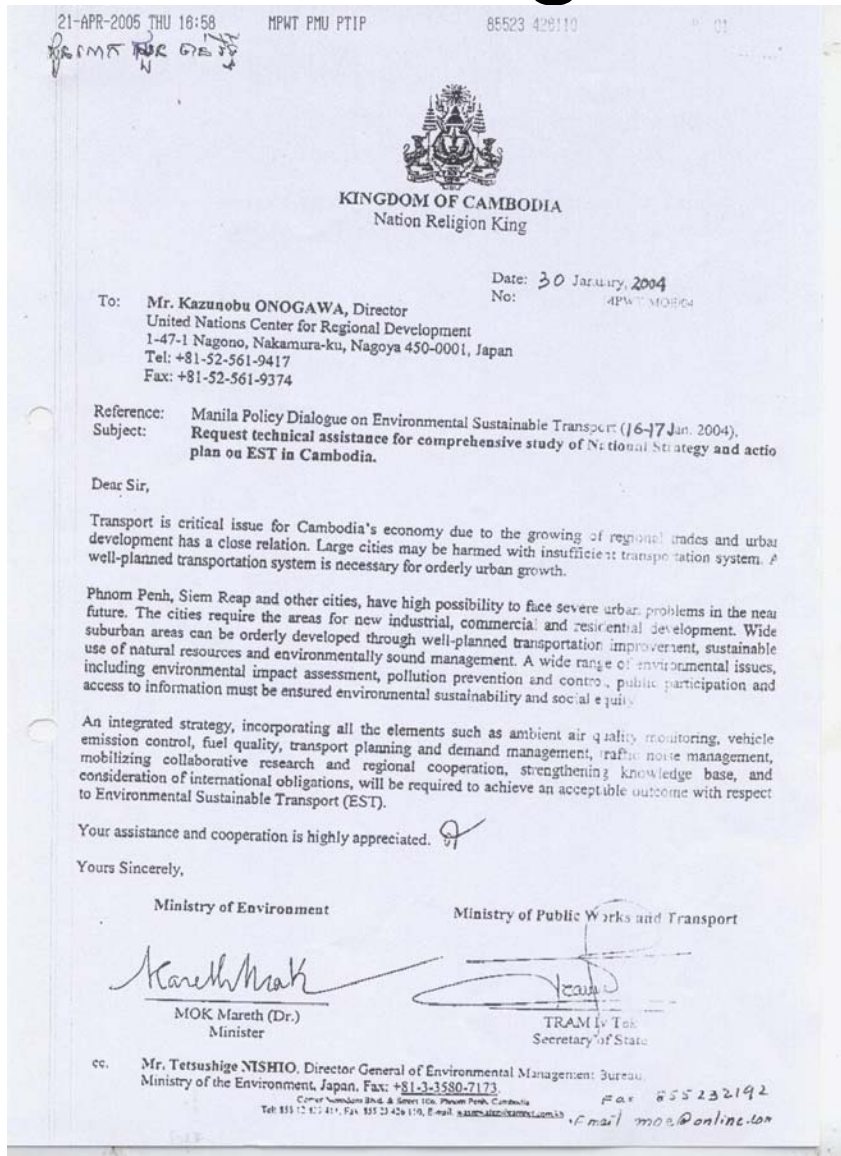 21-APR-2005 THU 16:58 MPWT PMU PTIP 85523 426110 01
KINGDOM OF CAMBODIA
Nation Religion King
Date: 30 January, 2004
No: MPWT MOE/04
To: Mr. Kazunobu ONOGAWA, Director
United Nations Center for Regional Development
1-47-1 Nagono, Nakamura-ku, Nagoya 450-0001, Japan
Tel: +81-52-561-9417
Fax: +81-52-561-9374
Reference: Manila Policy Dialogue on Environmental Sustainable Transport (16-17 Jan. 2004).
Subject: Request technical assistance for comprehensive study of National Strategy and actio
plan on EST in Cambodia.
Dear Sir,
Transport is critical issue for Cambodia's economy due to the growing of regional trades and urba
development has a close relation. Large cities may be harmed with insufficient transportation system. A
well-planned transportation system is necessary for orderly urban growth.
Phnom Penh, Siem Reap and other cities, have high possibility to face severe urban problems in the near
future. The cities require the areas for new industrial, commercial and residential development. Wide
suburban areas can be orderly developed through well-planned transportation improvement, sustainable
use of natural resources and environmentally sound management. A wide range of environmental issues,
including environmental impact assessment, pollution prevention and control, public participation and
access to information must be ensured environmental sustainability and social equity
An integrated strategy, incorporating all the elements such as ambient air quality monitoring, vehicle
emission control, fuel quality, transport planning and demand management, traffic noise management,
mobilizing collaborative research and regional cooperation, strengthening knowledge base, and
consideration of international obligations, will be required to achieve an acceptable outcome with respect
to Environmental Sustainable Transport (EST).
Your assistance and cooperation is highly appreciated.
Yours Sincerely,
Ministry of Environment Ministry of Public Works and Transport
MOK Mareth (Dr.) TRAM Iv Tek
Minister Secretary of State
cc. Mr. Tetsushige NISHIO, Director General of Environmental Management Bureau,
Ministry of the Environment, Japan. Fax: +81-3-3580-7173.
Fax 855232192
Email moe@online.com